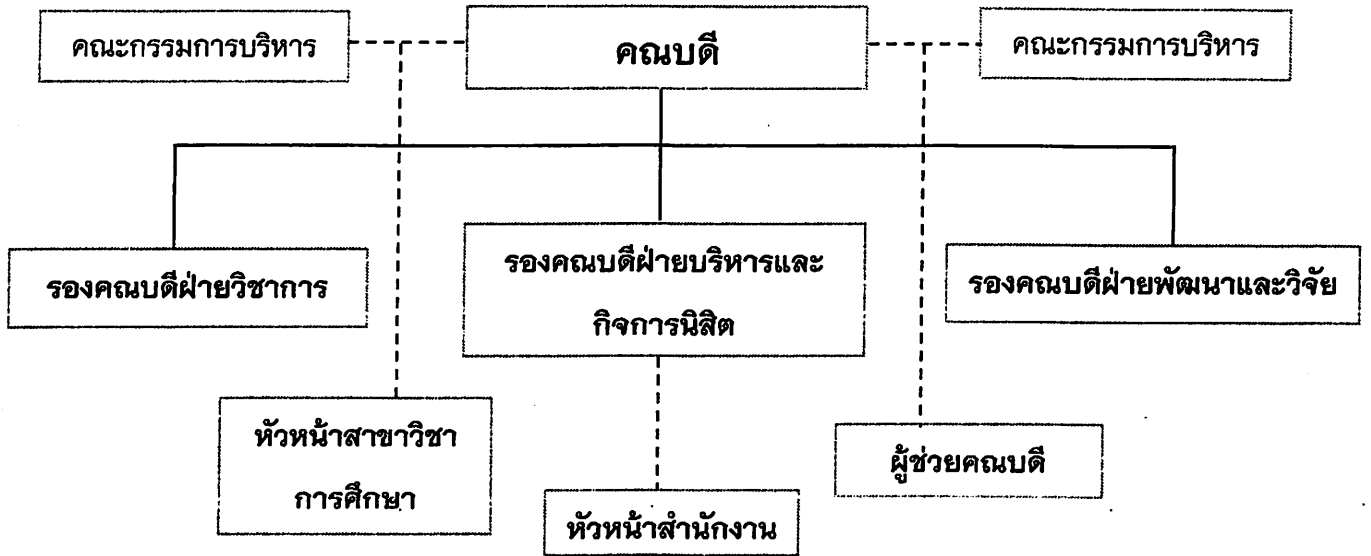 คณะกรรมการบริหาร
คณบดี
คณะกรรมการบริหาร
รองคณบดีฝ่ายวิชาการ
รองคณบดีฝ่ายบริหารและ
กิจการนิสิต
รองคณบดีฝ่ายพัฒนาและวิจัย
หัวหน้าสาขาวิชา
การศึกษา
ผู้ช่วยคณบดี
หัวหน้าสำนักงาน